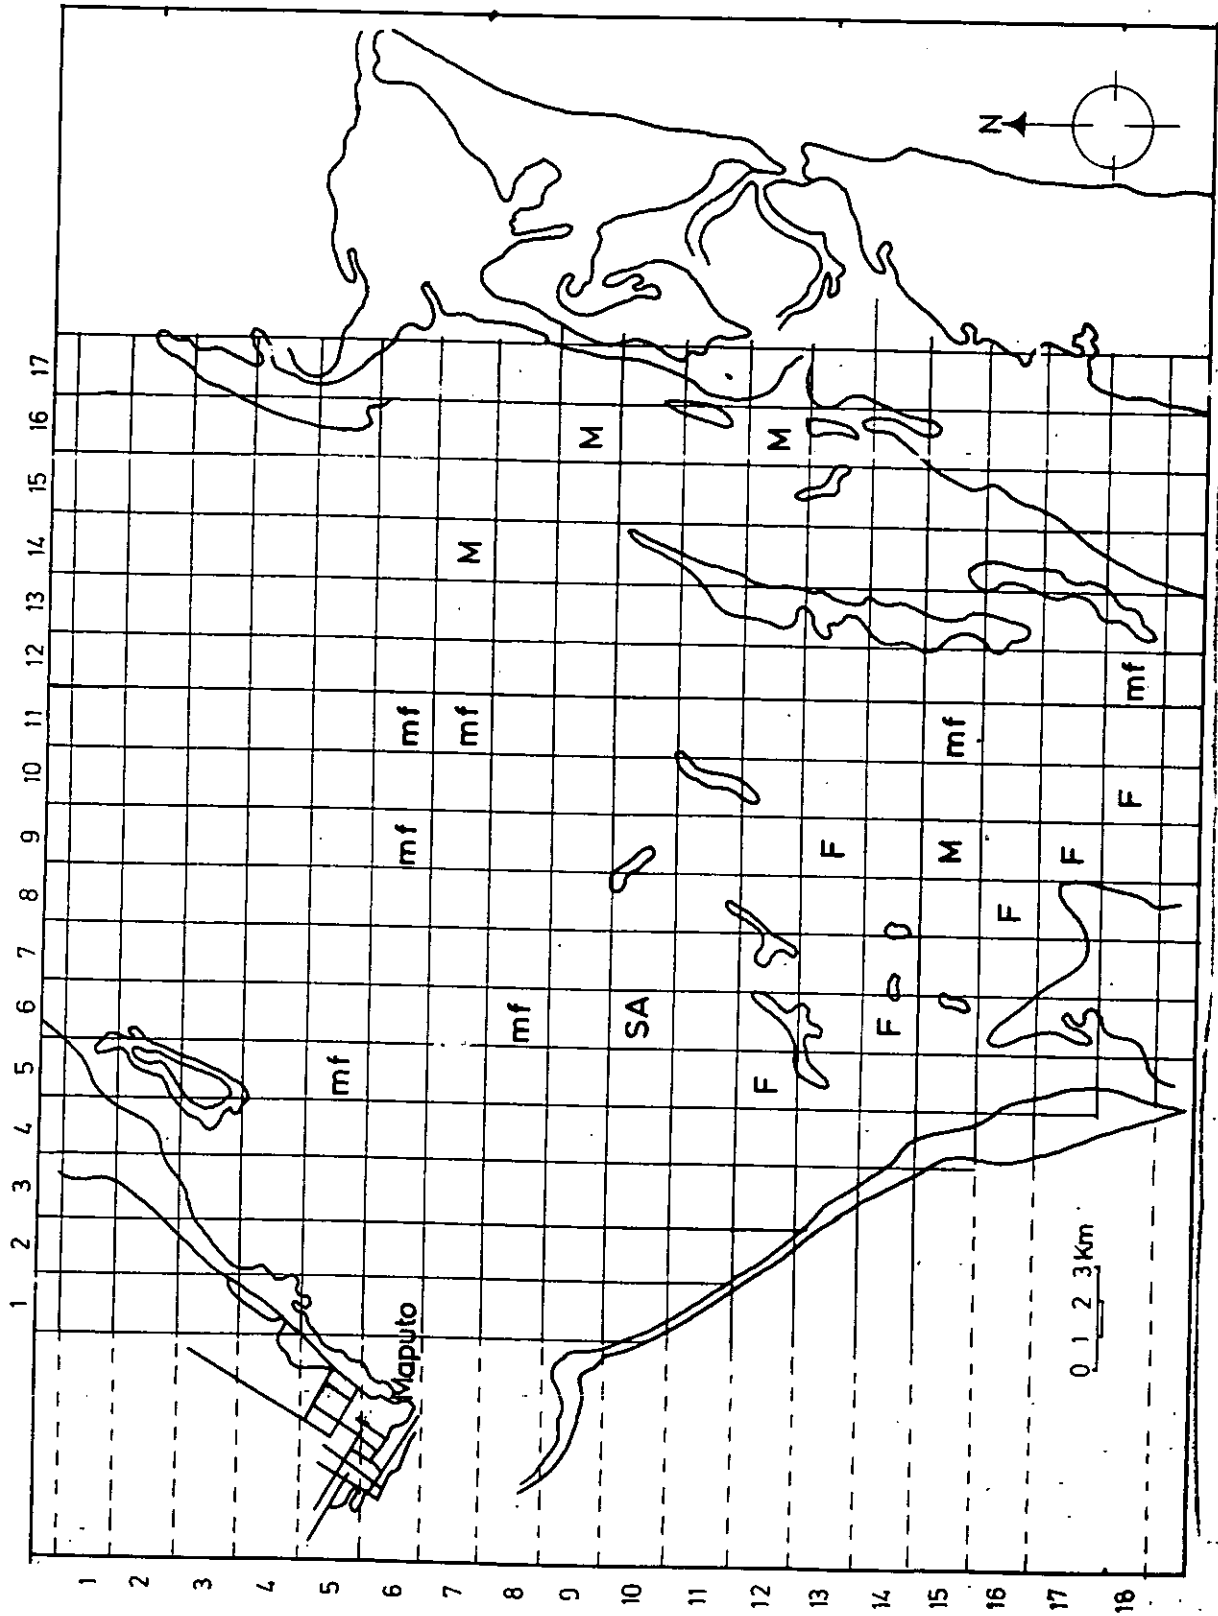 1 2 3 4 5 6 7 8 9 10 11 12 13 14 15 16 17
1
2
3
4
5 mf
6 Maputo mf mf
7 mf M
8 mf
9 M
10 SA
11
12 F M
13 F
14 F
15 M mf
N
16 F
17 F
0 1 2 3Km
18 F mf